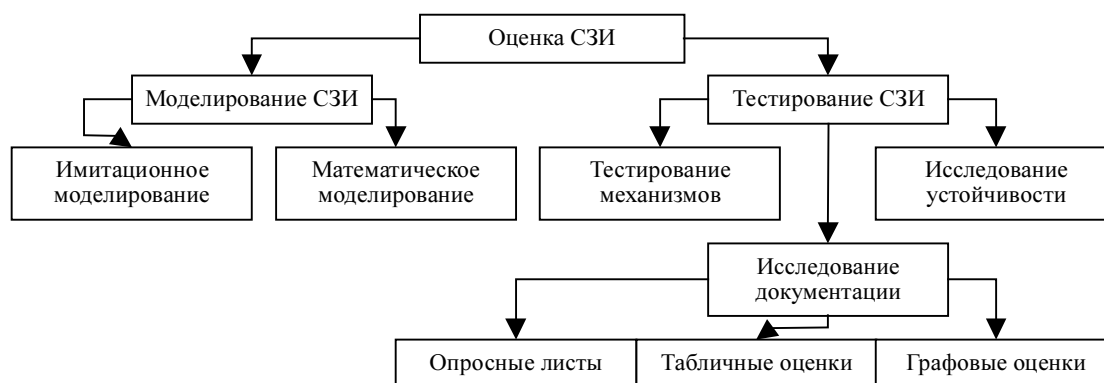 Оценка СЗИ
Моделирование СЗИ
Тестирование СЗИ
Имитационное
моделирование
Математическое
моделирование
Тестирование
механизмов
Исследование
устойчивости
Исследование
документации
Опросные листы
Табличные оценки
Графовые оценки